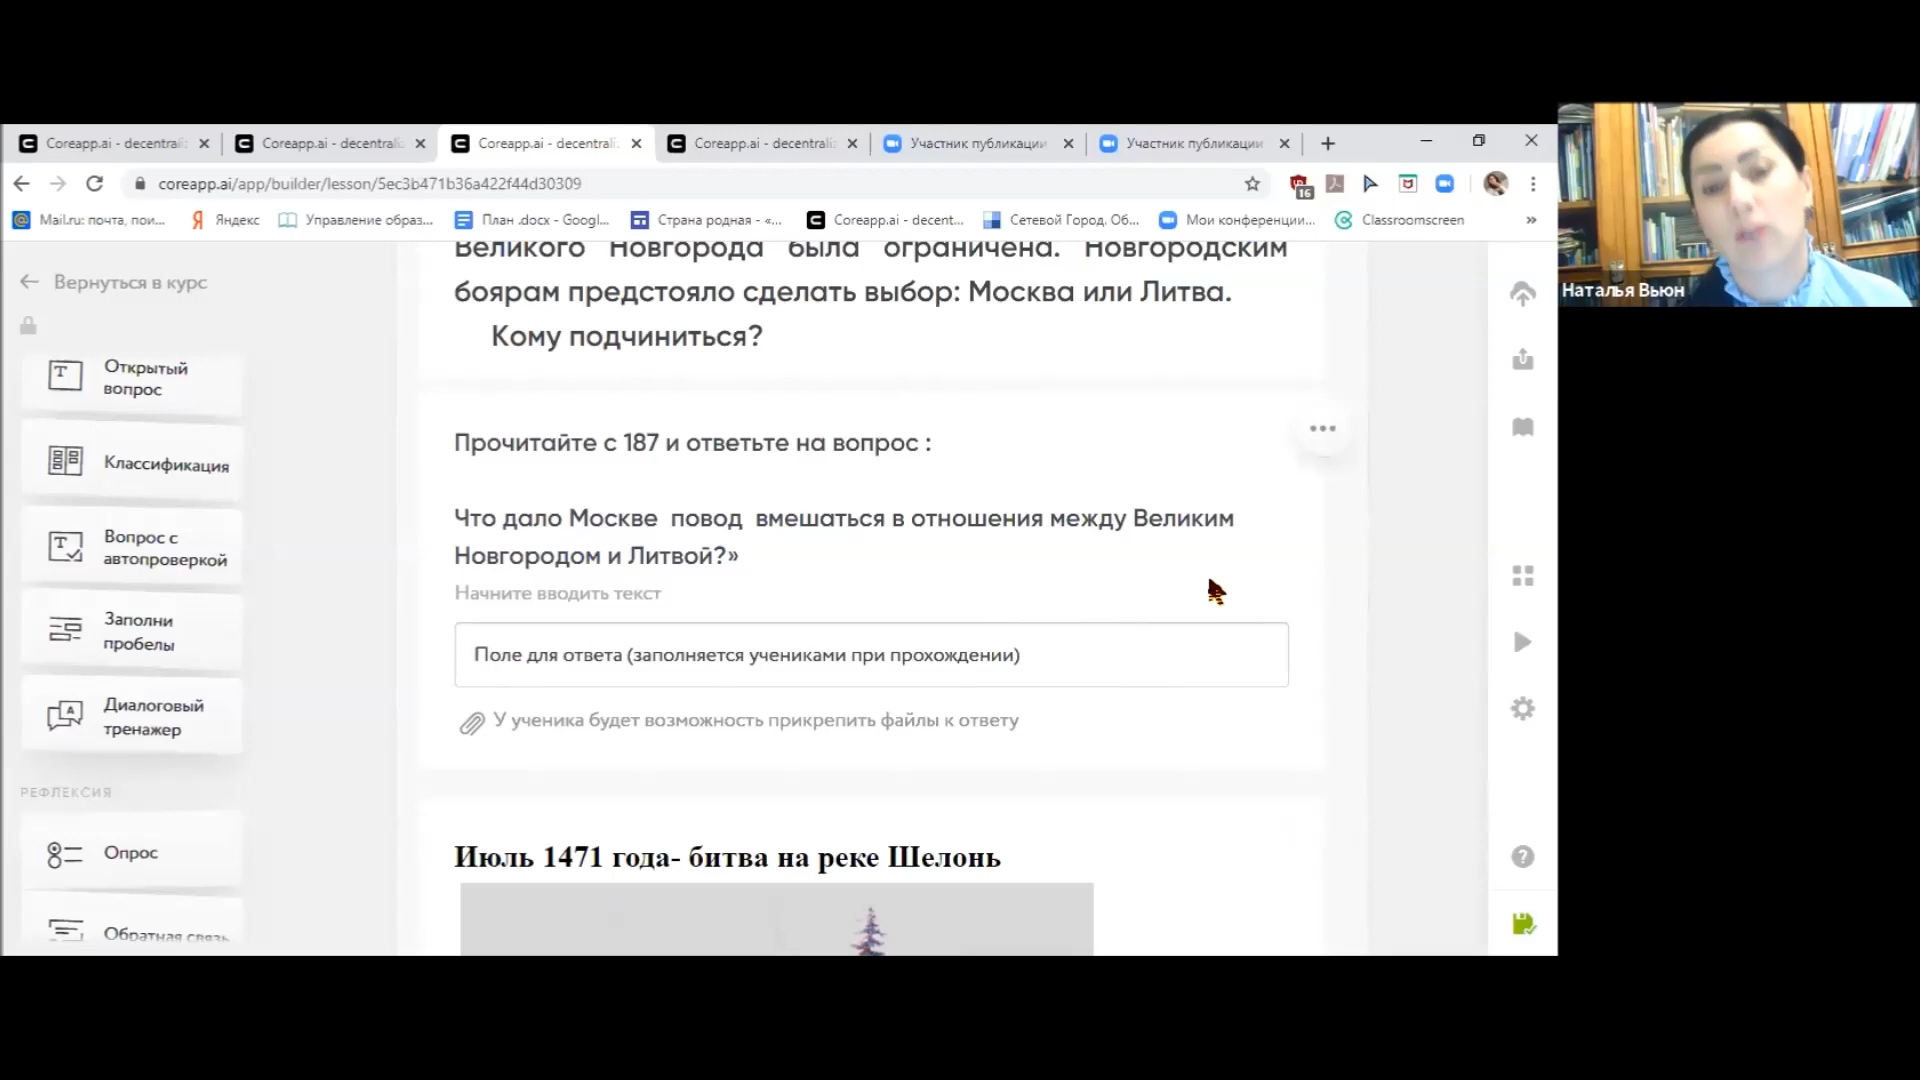 Coreapp.ai - decentrali
Coreapp.ai - decentrali
Coreapp.ai - decentrali
Coreapp.ai - decentrali
Участник публикации
Участник публикации
coreapp.ai/app/builder/lesson/5ec3b471b36a422f44d30309
16
Mail.ru: почта, пои...
Яндекс
Управление образ...
План .docx - Googl...
Страна родная - «...
Coreapp.ai - decent...
Сетевой Город. Об...
Мои конференции...
Classroomscreen
»
Вернуться в курс
Открытый
вопрос
Классификация
Вопрос с
автопроверкой
Заполни
пробелы
Диалоговый
тренажер
РЕФЛЕКСИЯ
Опрос
Обратная связь
Великого Новгорода была ограничена. Новгородским
боярам предстояло сделать выбор: Москва или Литва.
Кому подчиниться?
Прочитайте с 187 и ответьте на вопрос :
Что дало Москве повод вмешаться в отношения между Великим
Новгородом и Литвой?»
Начните вводить текст
Поле для ответа (заполняется учениками при прохождении)
У ученика будет возможность прикрепить файлы к ответу
Июль 1471 года- битва на реке Шелонь
Наталья Вьюн